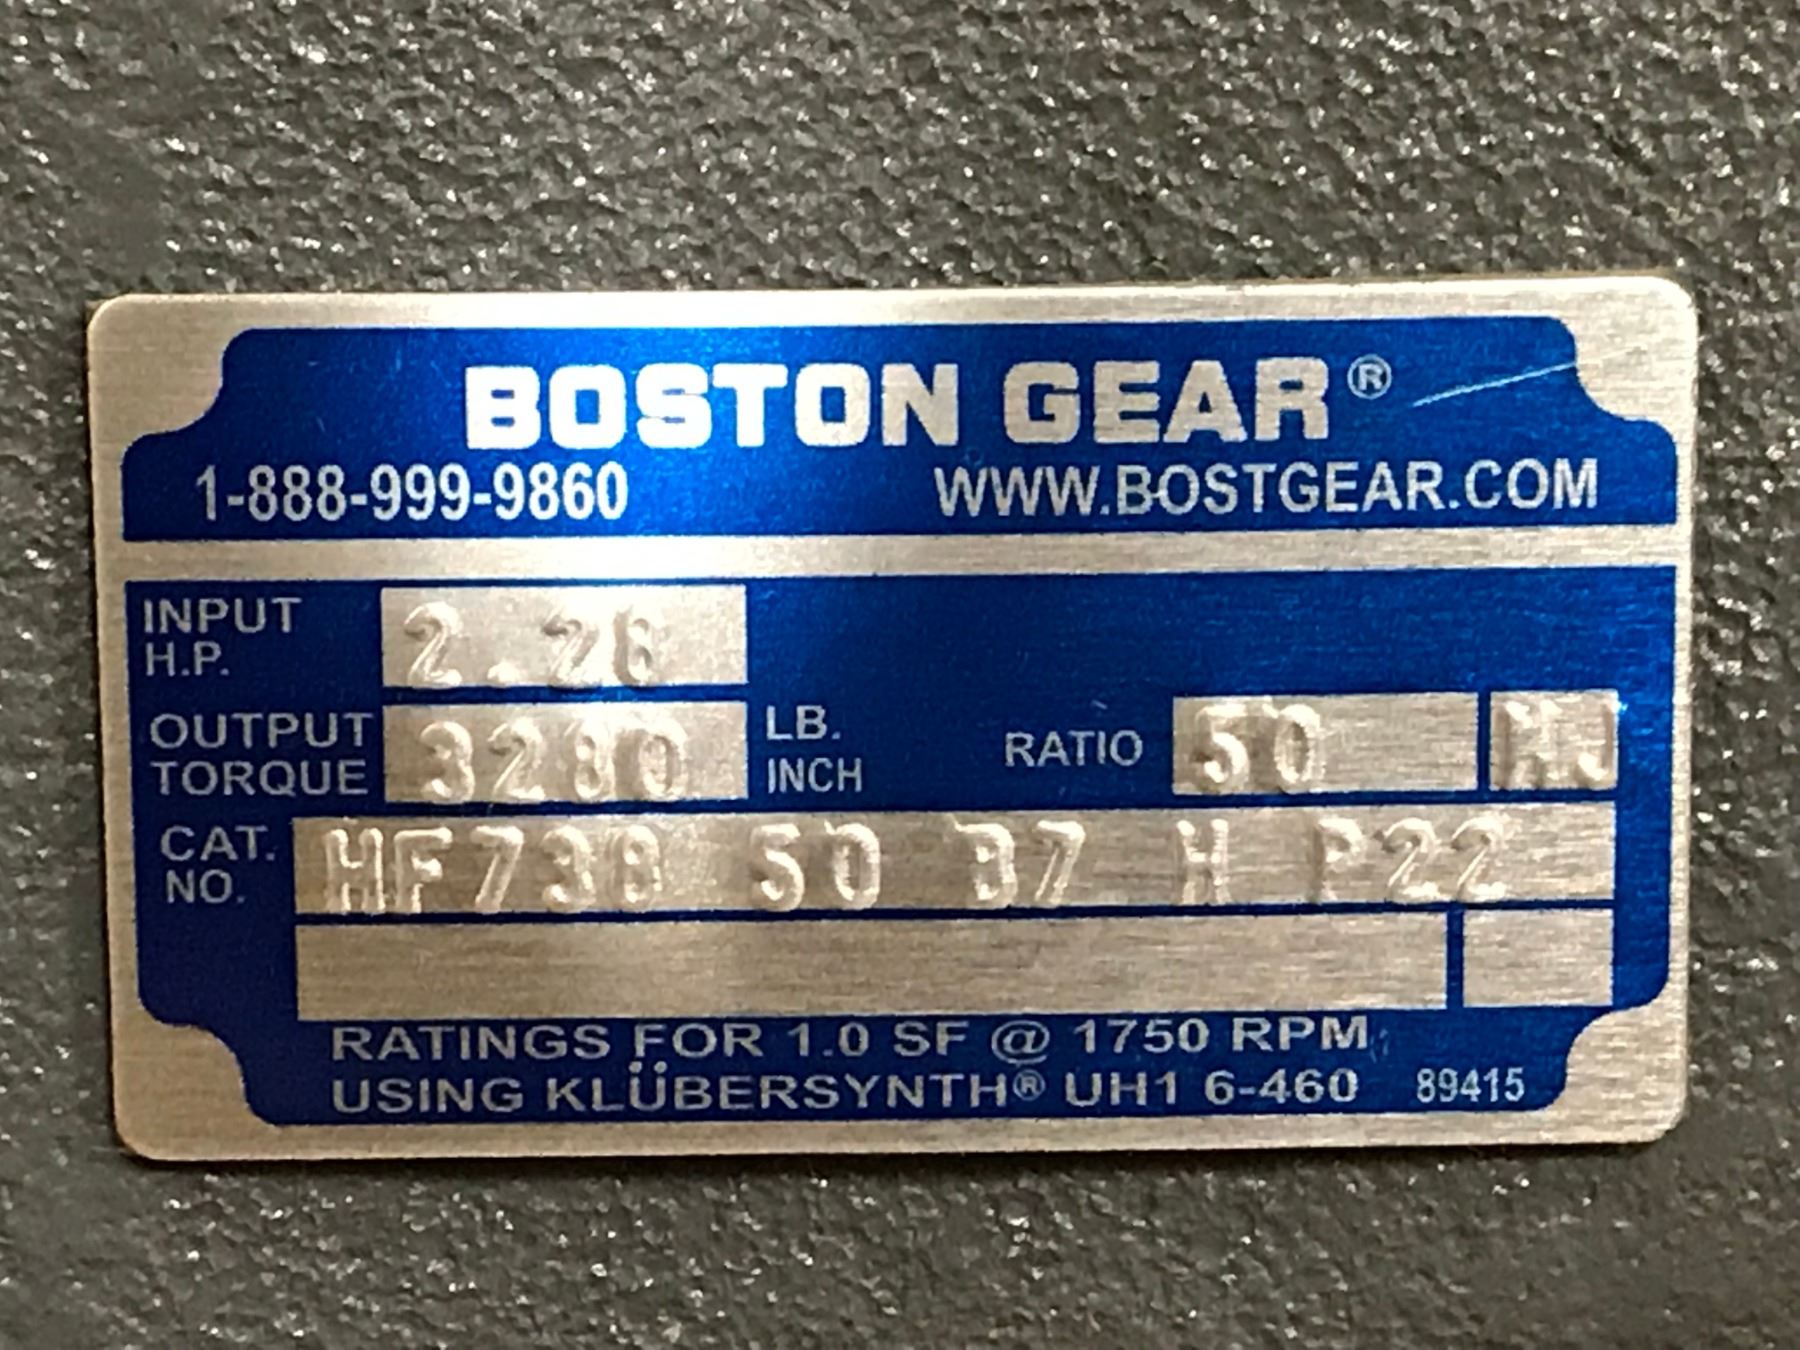 BOSTON GEAR®
1-888-999-9860 WWW.BOSTGEAR.COM
INPUT H.P. 2.26
OUTPUT TORQUE 3280 LB. INCH RATIO 50 MJ
CAT. NO. HF738 50 B7 H P22
RATINGS FOR 1.0 SF @ 1750 RPM
USING KLÜBERSYNTH® UH1 6-460 89415